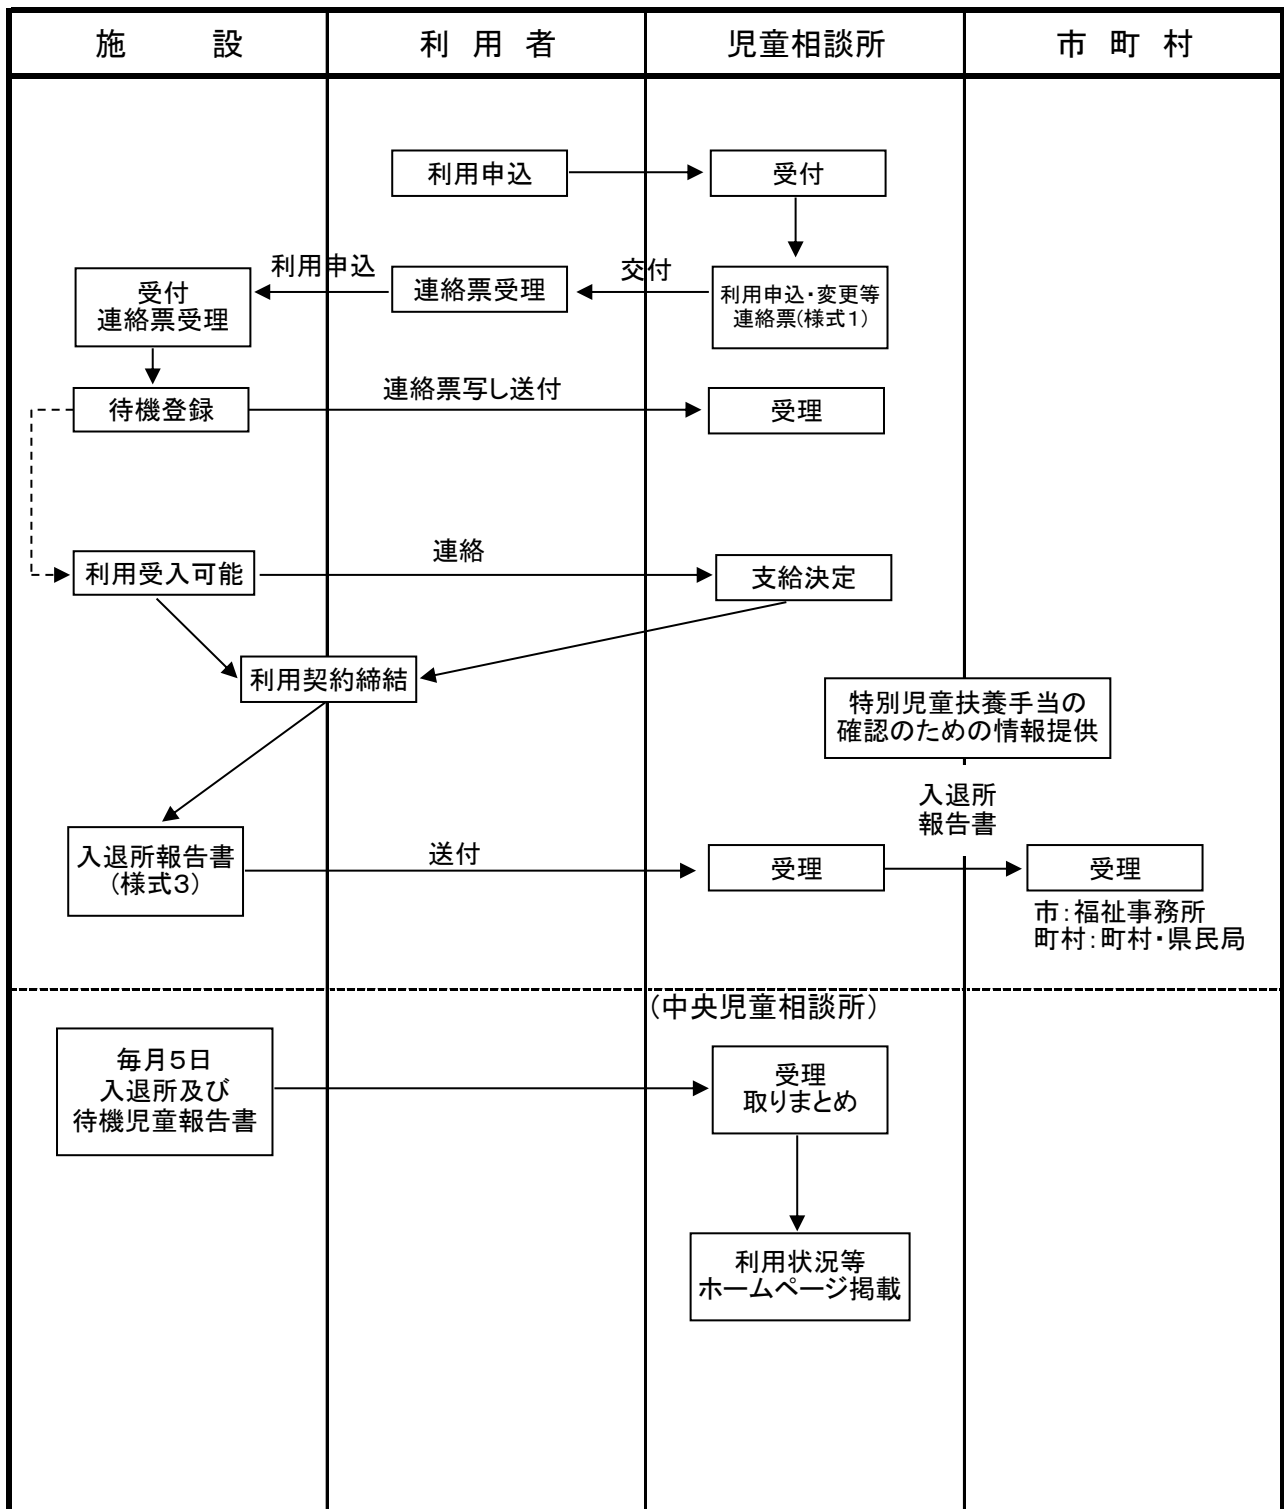 施　設
利用者
児童相談所
市町村
利用申込
受付
利用申込
交付
受付
連絡票受理
連絡票受理
利用申込・変更等
連絡票(様式1)
連絡票写し送付
待機登録
受理
連絡
利用受入可能
支給決定
利用契約締結
特別児童扶養手当の
確認のための情報提供
入退所
報告書
入退所報告書
(様式3)
送付
受理
受理
市：福祉事務所
町村：町村・県民局
(中央児童相談所)
毎月5日
入退所及び
待機児童報告書
受理
取りまとめ
利用状況等
ホームページ掲載